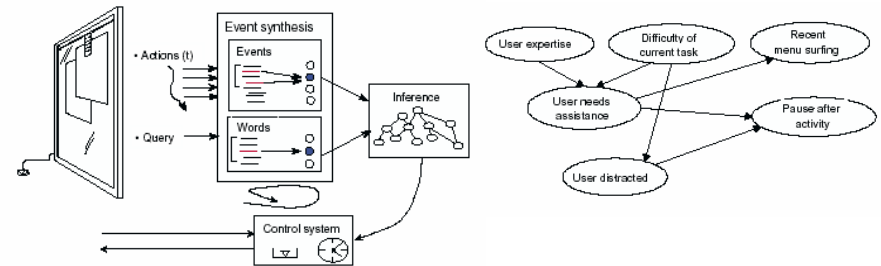 Event synthesis
• Actions (t)
Events
• Query
Words
Inference
Control system
User expertise
Difficulty of
current task
Recent
menu surfing
User needs
assistance
Pause after
activity
User distracted